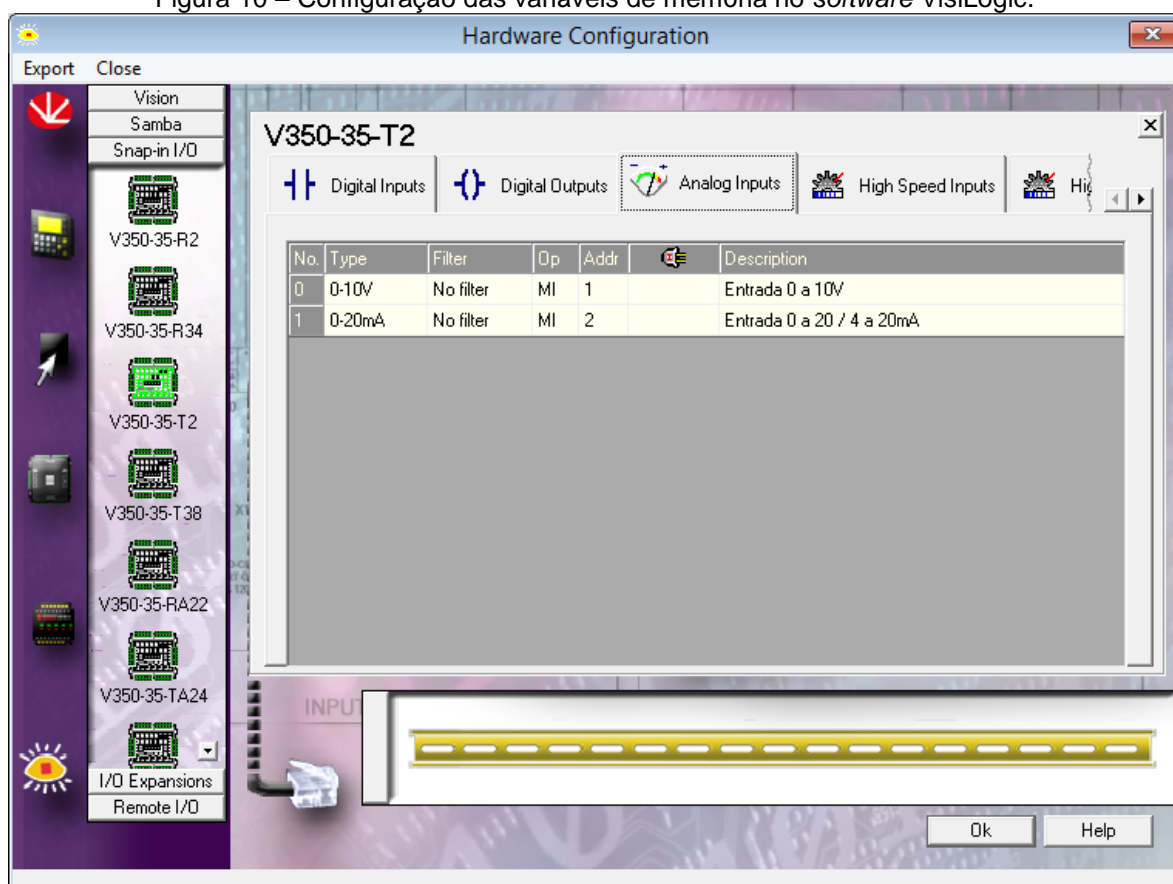 Figura 10 – Configuração das variáveis de memória no software VisiLogic.
Hardware Configuration
Export Close
Vision
Samba
Snap-in I/O
V350-35-R2
V350-35-R34
V350-35-T2
V350-35-T38
V350-35-RA22
V350-35-TA24
I/O Expansions
Remote I/O
V350-35-T2
Digital Inputs Digital Outputs Analog Inputs High Speed Inputs
No. Type Filter Op Addr Description
0 0-10V No filter MI 1 Entrada 0 a 10V
1 0-20mA No filter MI 2 Entrada 0 a 20 / 4 a 20mA
INPUT
Ok Help